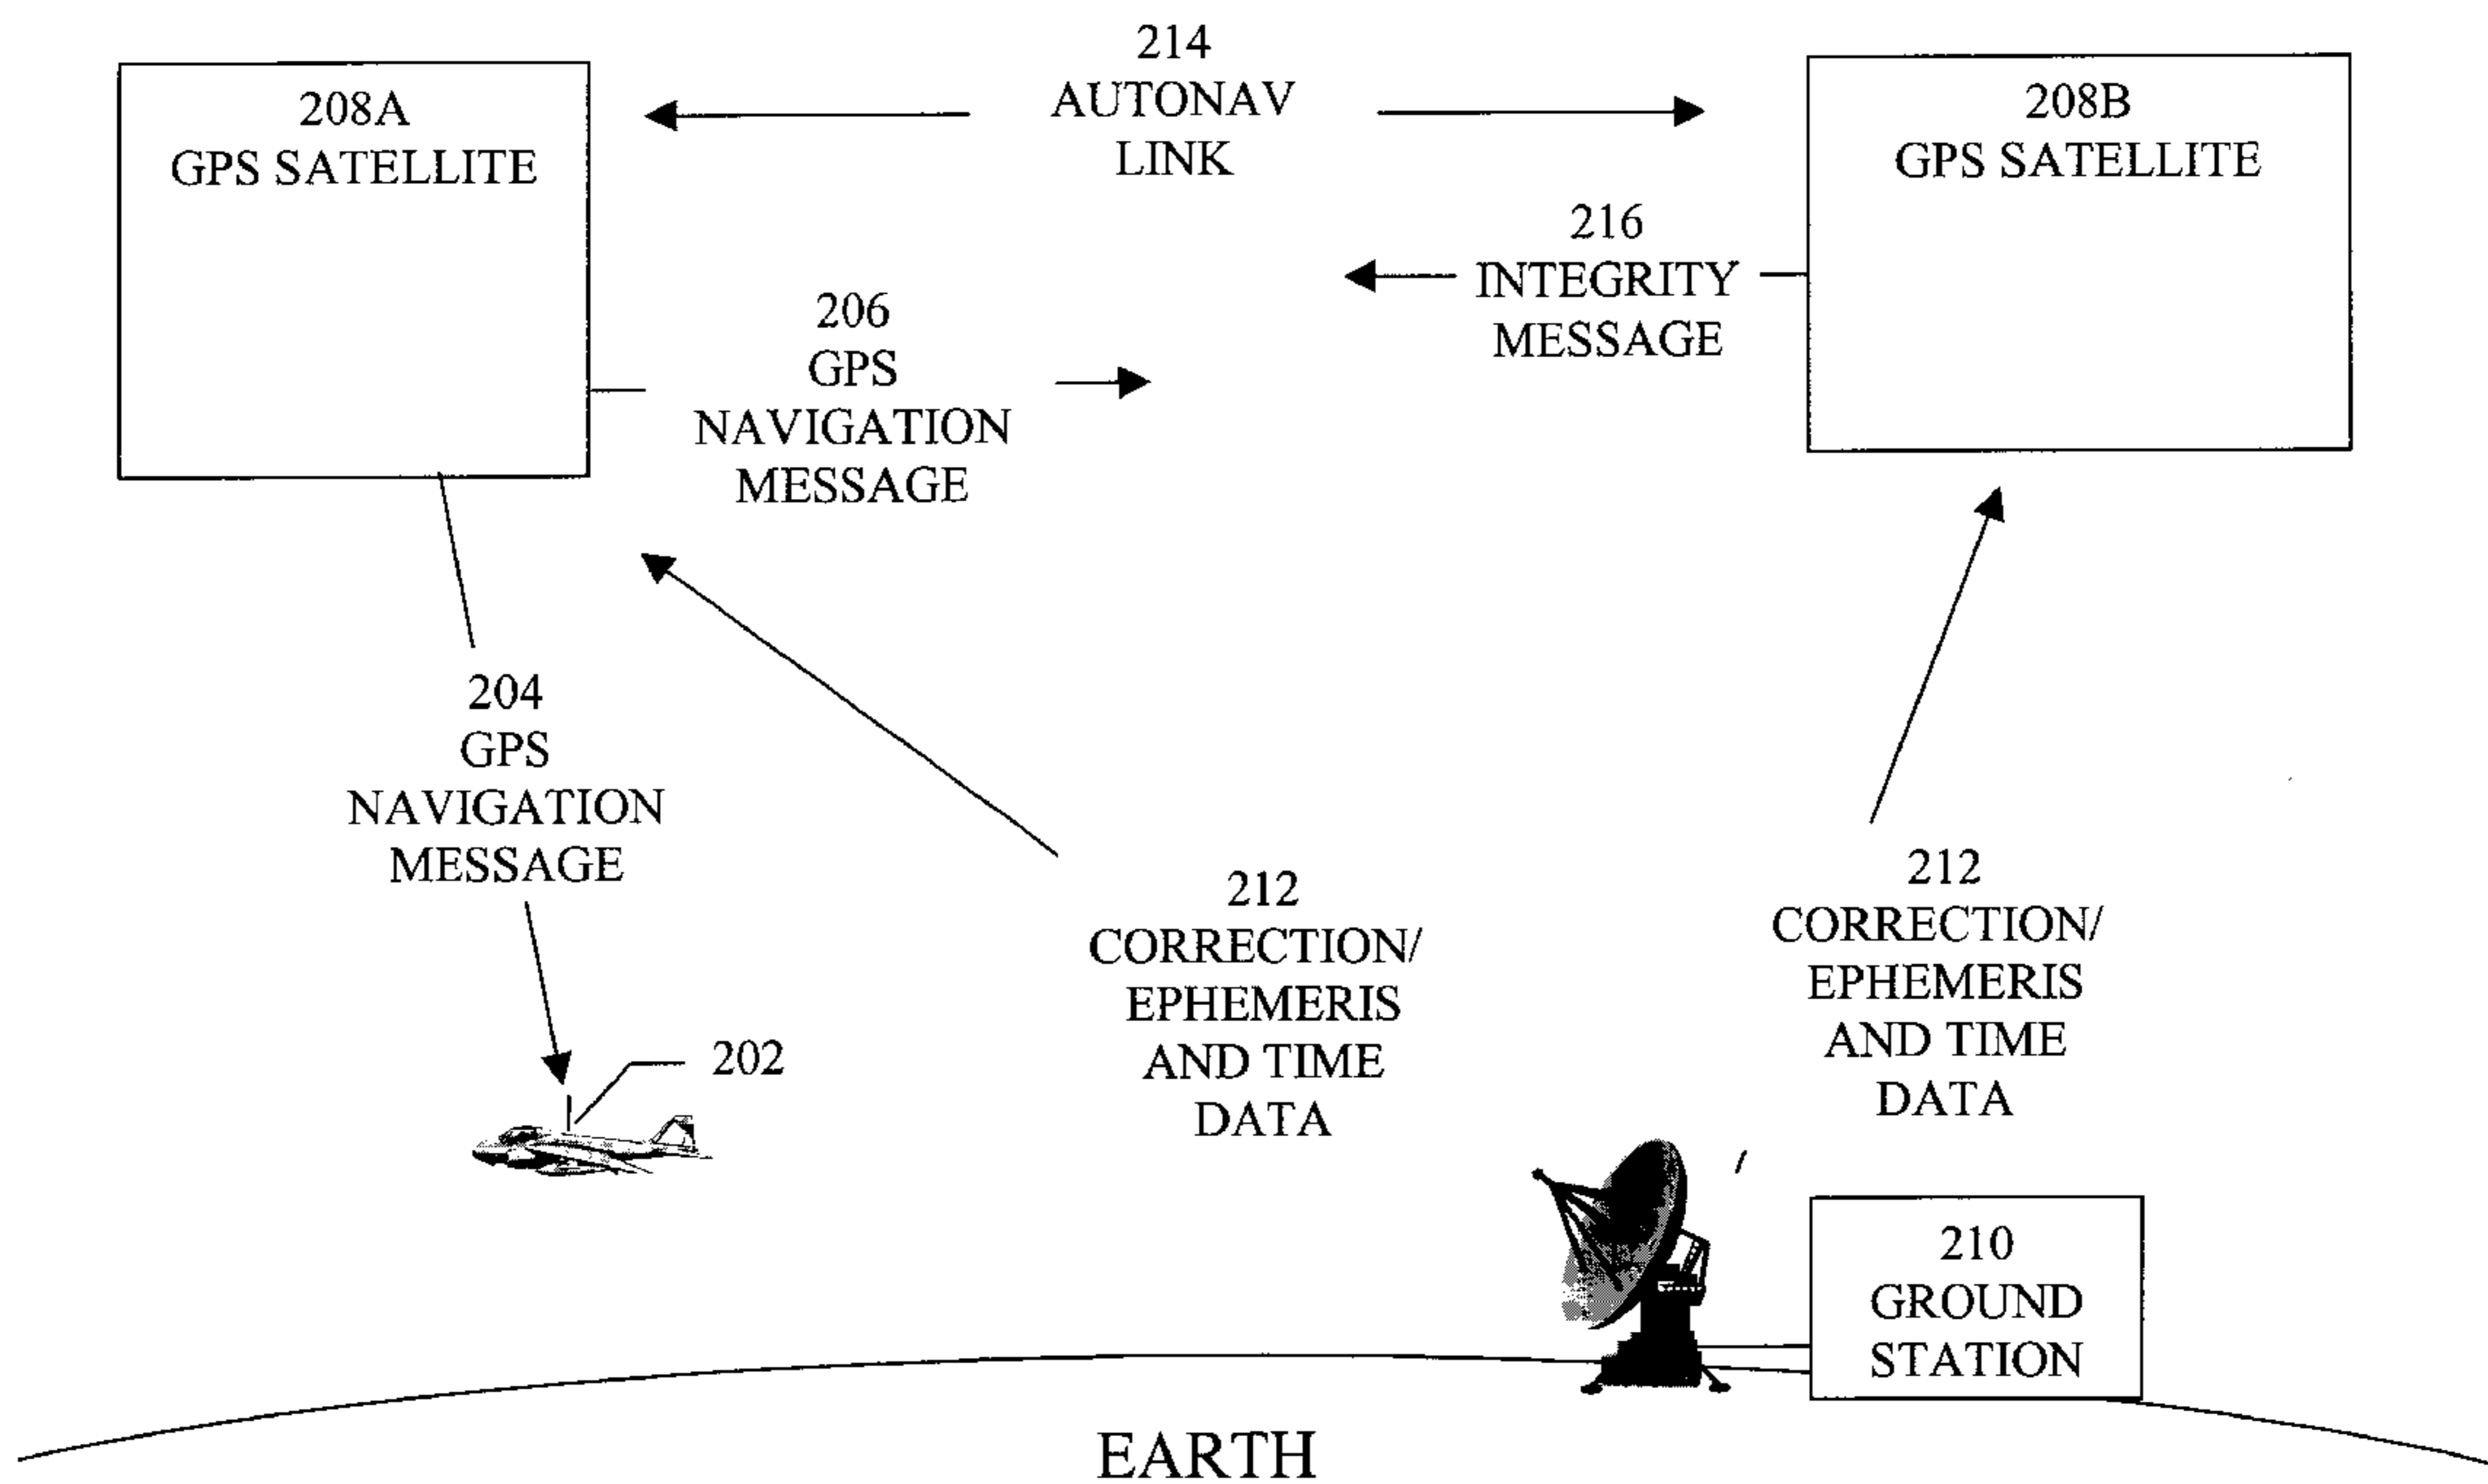 214
AUTONAV
LINK
208A
GPS SATELLITE
208B
GPS SATELLITE
216
INTEGRITY
MESSAGE
206
GPS
NAVIGATION
MESSAGE
204
GPS
NAVIGATION
MESSAGE
212
CORRECTION/
EPHEMERIS
AND TIME
DATA
212
CORRECTION/
EPHEMERIS
AND TIME
DATA
202
210
GROUND
STATION
EARTH